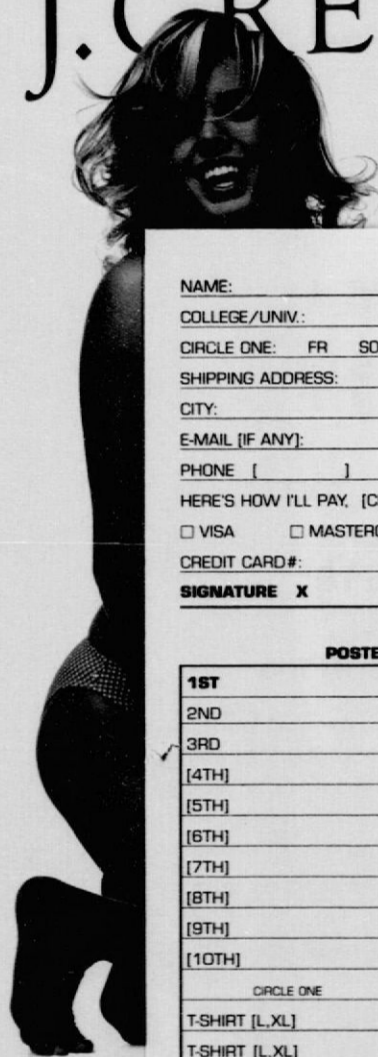 J.CRE
NAME:
COLLEGE/UNIV.:
CIRCLE ONE: FR SO
SHIPPING ADDRESS:
CITY:
E-MAIL [IF ANY]:
PHONE [ ]
HERE'S HOW I'LL PAY, [C
☐ VISA ☐ MASTERC
CREDIT CARD#:
SIGNATURE X
POSTE
1ST
2ND
3RD
[4TH]
[5TH]
[6TH]
[7TH]
[8TH]
[9TH]
[10TH]
CIRCLE ONE
T-SHIRT [L,XL]
T-SHIRT [L,XL]